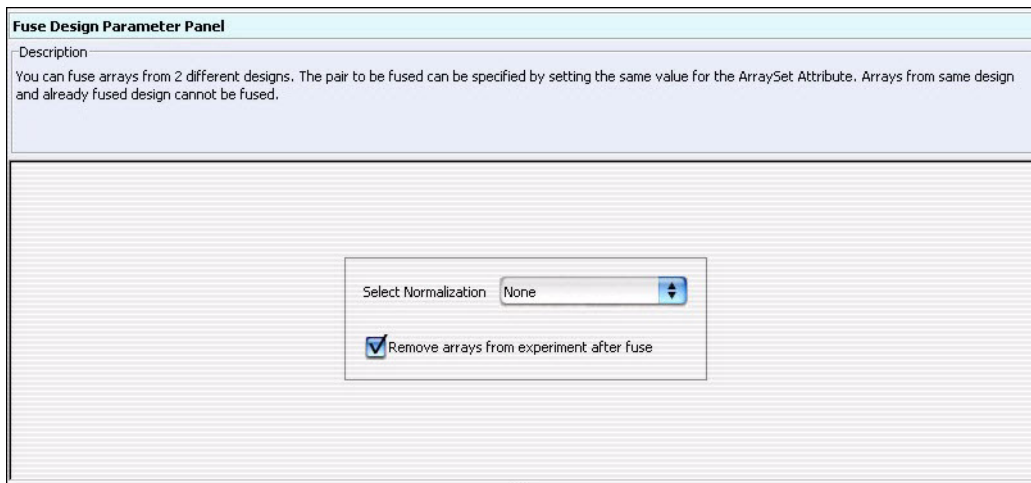 Fuse Design Parameter Panel
Description
You can fuse arrays from 2 different designs. The pair to be fused can be specified by setting the same value for the ArraySet Attribute. Arrays from same design
and already fused design cannot be fused.
Select Normalization None
Remove arrays from experiment after fuse